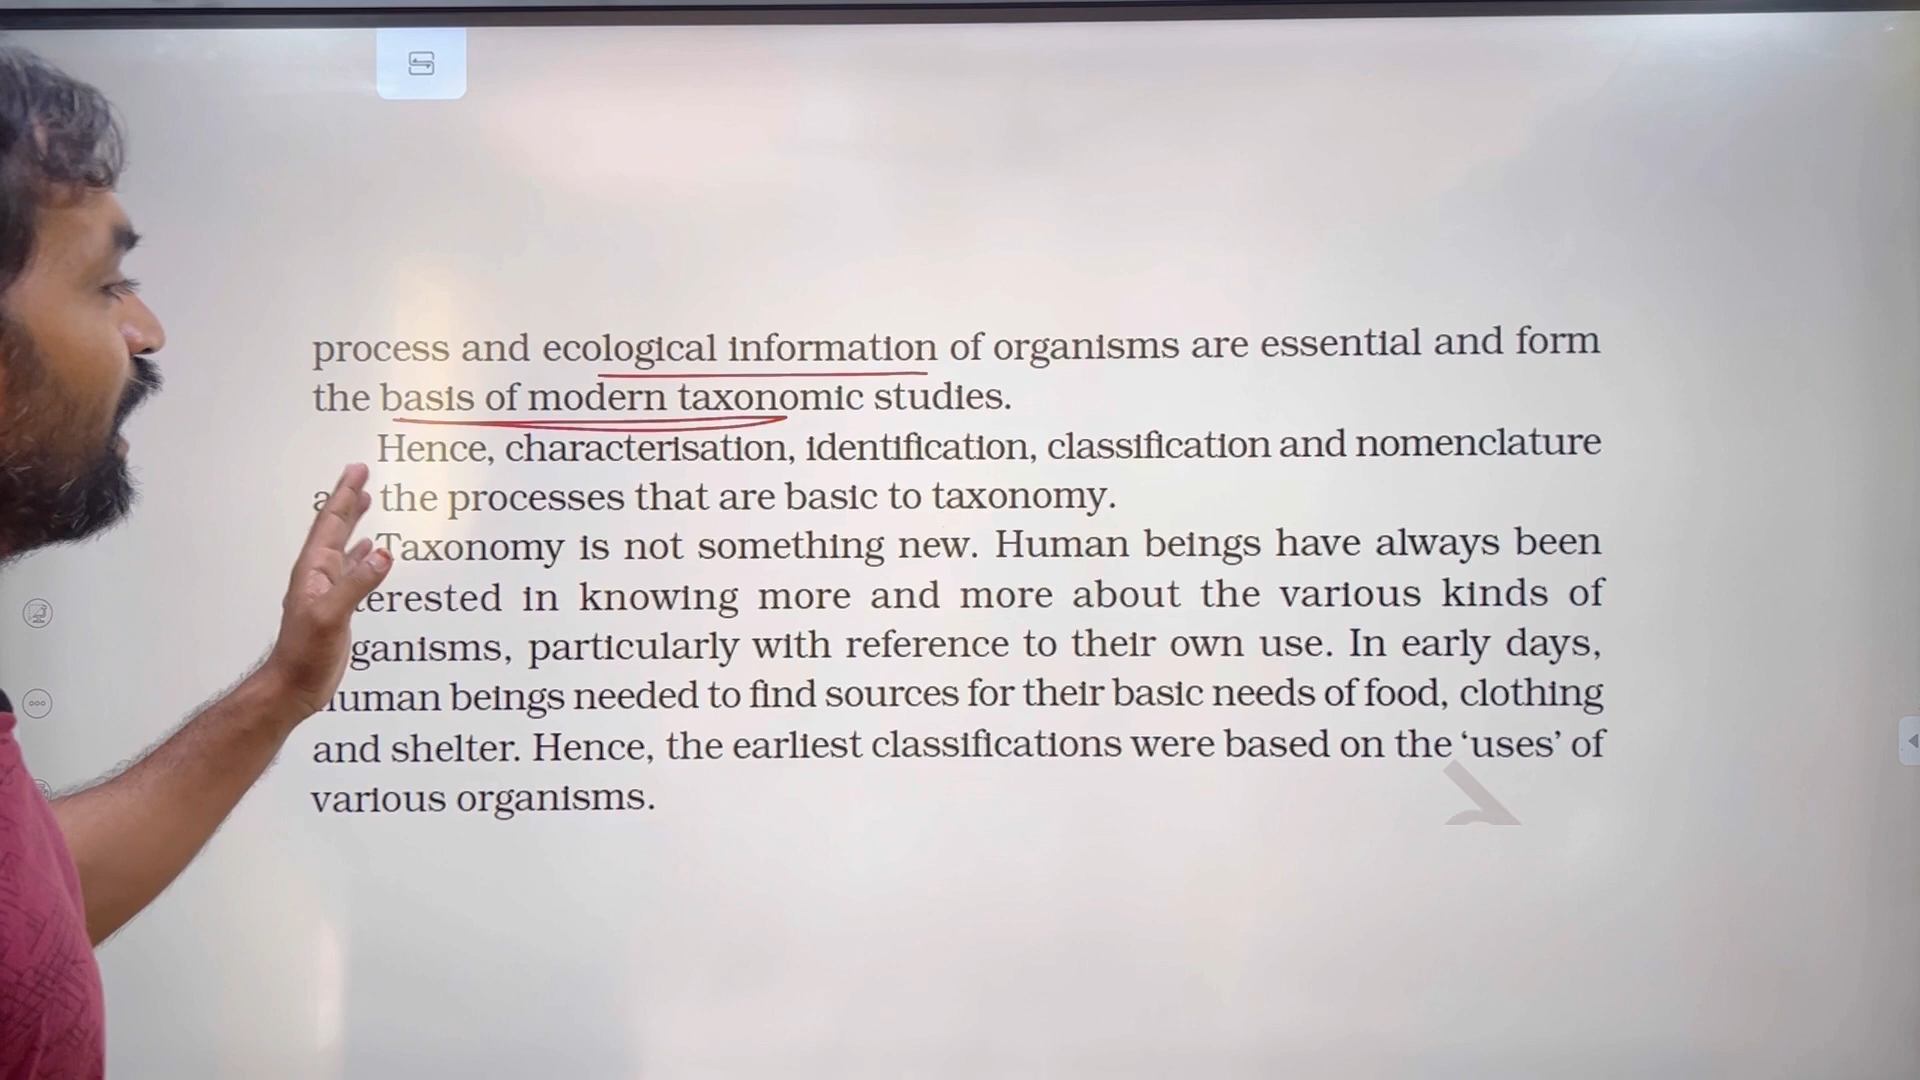 process and ecological information of organisms are essential and form
the basis of modern taxonomic studies.
Hence, characterisation, identification, classification and nomenclature
the processes that are basic to taxonomy.
Taxonomy is not something new. Human beings have always been
in knowing more and more about the various kinds of
particularly with reference to their own use. In early days,
beings needed to find sources for their basic needs of food, clothing
and shelter. Hence, the earliest classifications were based on the ‘uses’ of
various organisms.